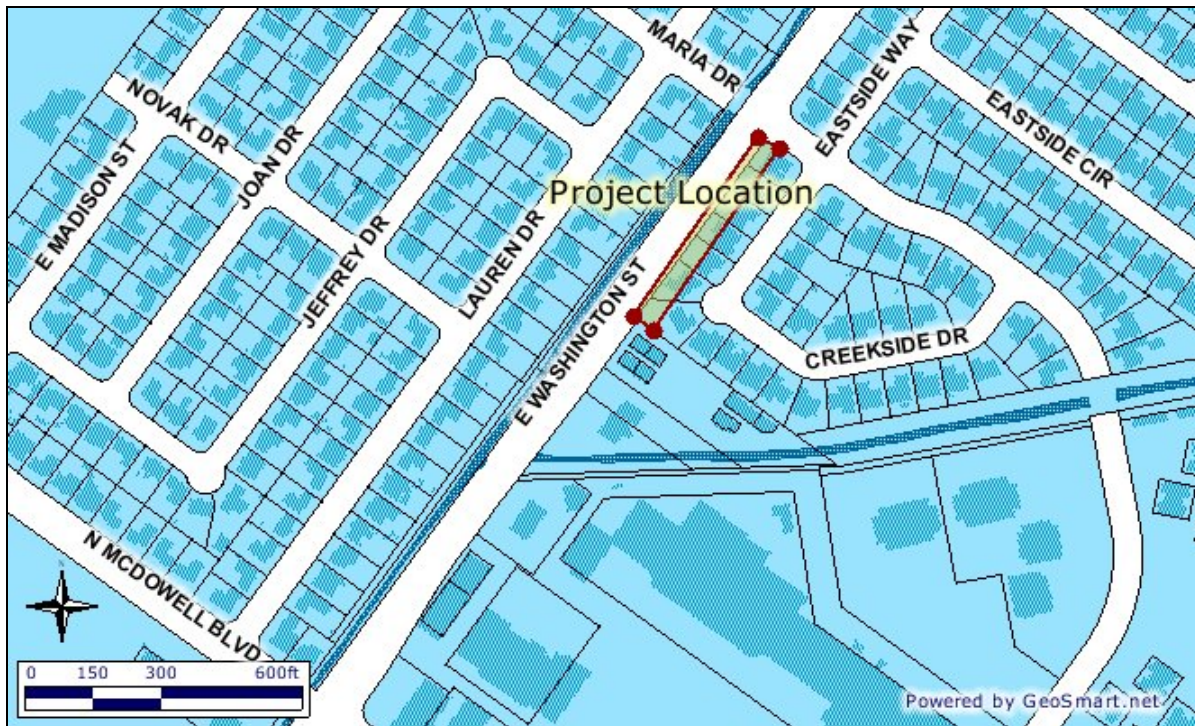 MARIA DR
EASTSIDE WAY
NOVAK DR
EASTSIDE CIR
JOAN DR
E MADISON ST
Project Location
JEFFREY DR
LAUREN DR
E WASHINGTON ST
CREEKSIDE DR
N MCDOWELL BLVD
0 150 300 600ft
Powered by GeoSmart.net